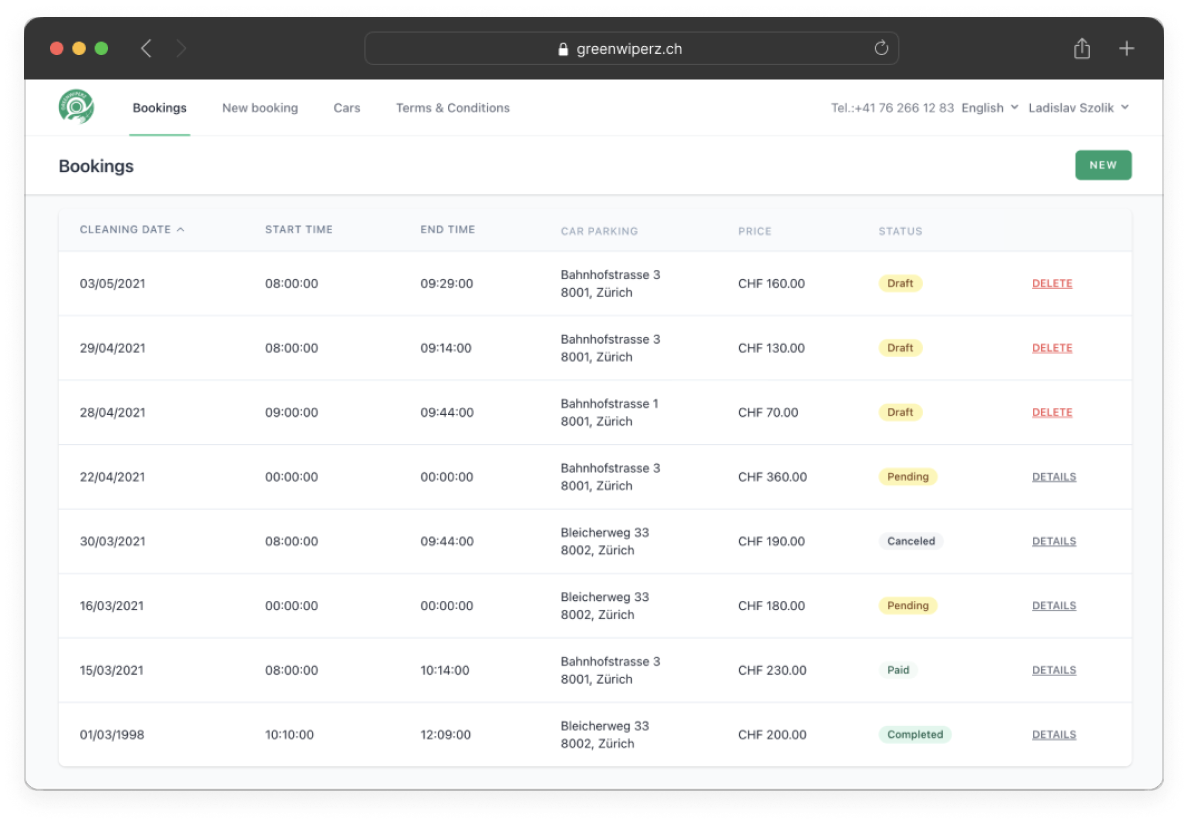 greenwiperz.ch
Bookings New booking Cars Terms & Conditions Tel.:+41 76 266 12 83 English Ladislav Szolik
Bookings NEW
CLEANING DATE START TIME END TIME CAR PARKING PRICE STATUS
03/05/2021 08:00:00 09:29:00 Bahnhofstrasse 3 CHF 160.00 Draft DELETE
8001, Zürich
29/04/2021 08:00:00 09:14:00 Bahnhofstrasse 3 CHF 130.00 Draft DELETE
8001, Zürich
28/04/2021 09:00:00 09:44:00 Bahnhofstrasse 1 CHF 70.00 Draft DELETE
8001, Zürich
22/04/2021 00:00:00 00:00:00 Bahnhofstrasse 3 CHF 360.00 Pending DETAILS
8001, Zürich
30/03/2021 08:00:00 09:44:00 Bleicherweg 33 CHF 190.00 Canceled DETAILS
8002, Zürich
16/03/2021 00:00:00 00:00:00 Bleicherweg 33 CHF 180.00 Pending DETAILS
8002, Zürich
15/03/2021 08:00:00 10:14:00 Bahnhofstrasse 3 CHF 230.00 Paid DETAILS
8001, Zürich
01/03/1998 10:10:00 12:09:00 Bleicherweg 33 CHF 200.00 Completed DETAILS
8002, Zürich